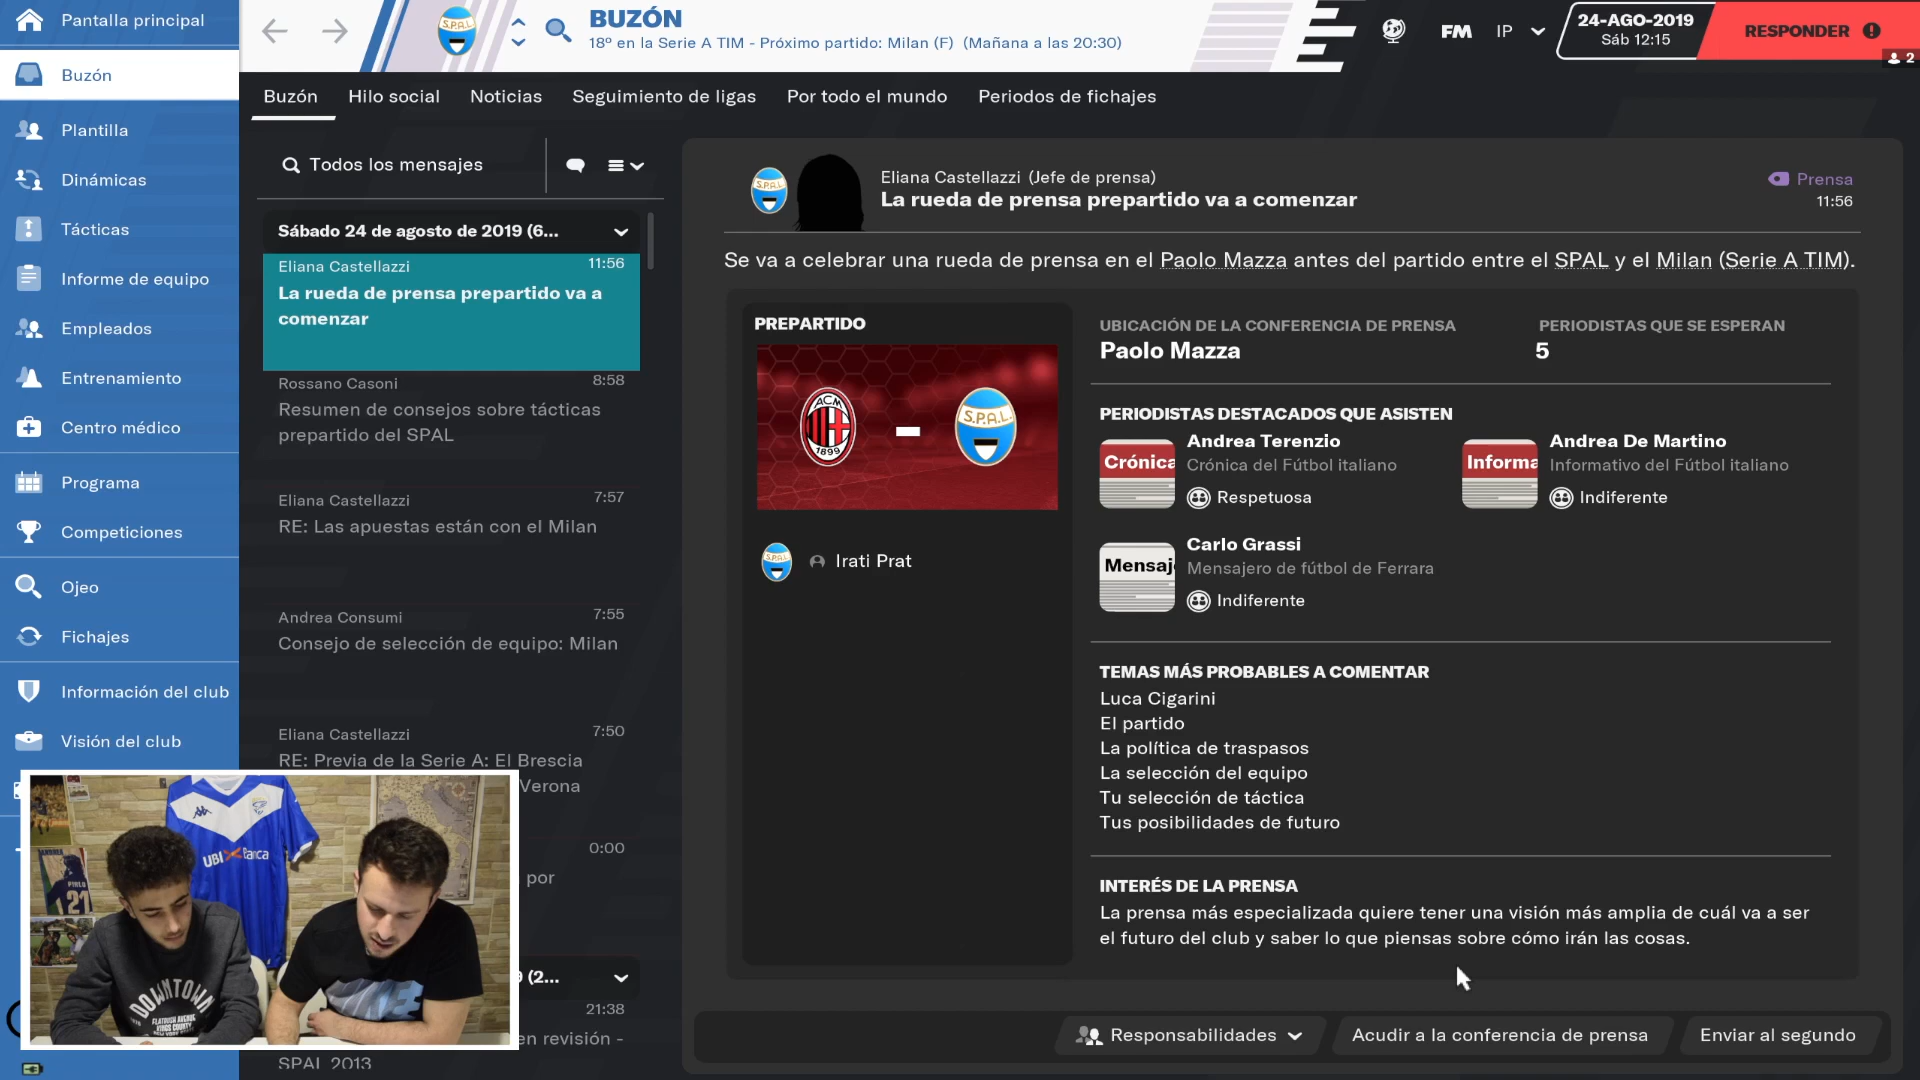 Pantalla principal
Buzón
Plantilla
Dinámicas
Tácticas
Informe de equipo
Empleados
Entrenamiento
Centro médico
Programa
Competiciones
Ojeo
Fichajes
Información del club
Visión del club
S.P.A.L.
BUZÓN
18º en la Serie A TIM - Próximo partido: Milan (F) (Mañana a las 20:30)
FM
IP
24-AGO-2019
Sáb 12:15
RESPONDER
2
Buzón Hilo social Noticias Seguimiento de ligas Por todo el mundo Periodos de fichajes
Todos los mensajes
Sábado 24 de agosto de 2019 (6...
Eliana Castellazzi 11:56
La rueda de prensa prepartido va a
comenzar
Rossano Casoni 8:58
Resumen de consejos sobre tácticas
prepartido del SPAL
Eliana Castellazzi 7:57
RE: Las apuestas están con el Milan
Andrea Consumi 7:55
Consejo de selección de equipo: Milan
Eliana Castellazzi 7:50
RE: Previa de la Serie A: El Brescia
Verona
0:00
por
9 (2...
21:38
en revisión -
SPAL 2013
UBI Banca
PIRLO
21
DOWNTOWN
FLATBUSH AVENUE
KINGS COUNTY
S.P.A.L.
Eliana Castellazzi (Jefe de prensa)
La rueda de prensa prepartido va a comenzar
Prensa
11:56
Se va a celebrar una rueda de prensa en el Paolo Mazza antes del partido entre el SPAL y el Milan (Serie A TIM).
PREPARTIDO
ACM
1899
S.P.A.L.
S.P.A.L.
Irati Prat
UBICACIÓN DE LA CONFERENCIA DE PRENSA
Paolo Mazza
PERIODISTAS QUE SE ESPERAN
5
PERIODISTAS DESTACADOS QUE ASISTEN
Crónica
Andrea Terenzio
Crónica del Fútbol italiano
Respetuosa
Informa
Andrea De Martino
Informativo del Fútbol italiano
Indiferente
Mensaj
Carlo Grassi
Mensajero de fútbol de Ferrara
Indiferente
TEMAS MÁS PROBABLES A COMENTAR
Luca Cigarini
El partido
La política de traspasos
La selección del equipo
Tu selección de táctica
Tus posibilidades de futuro
INTERÉS DE LA PRENSA
La prensa más especializada quiere tener una visión más amplia de cuál va a ser
el futuro del club y saber lo que piensas sobre cómo irán las cosas.
Responsabilidades
Acudir a la conferencia de prensa
Enviar al segundo